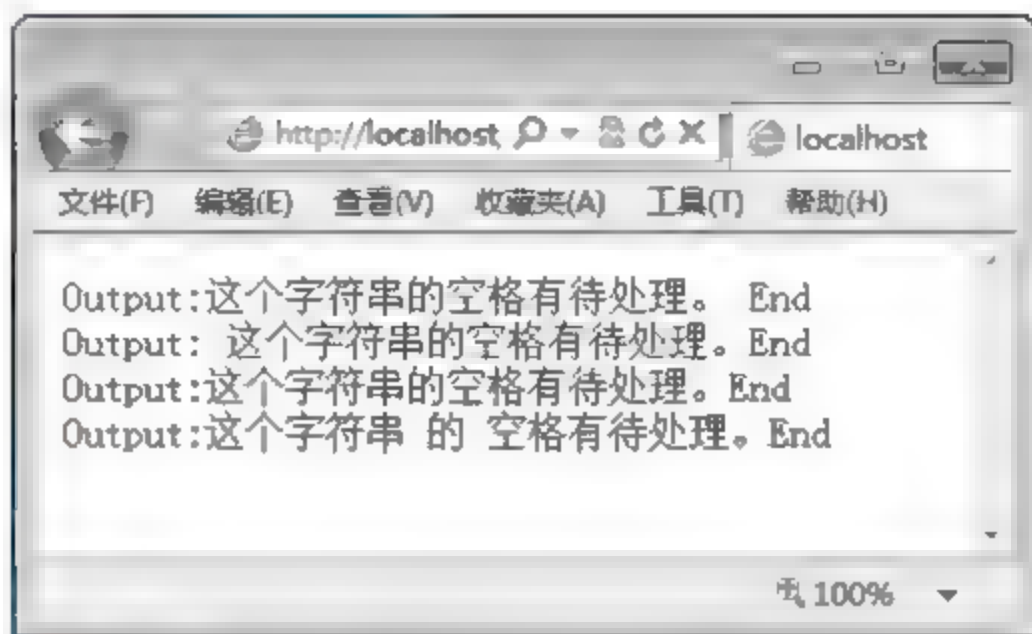 http://localhost
localhost
文件(F) 编辑(E) 查看(V) 收藏夹(A) 工具(T) 帮助(H)
Output:这个字符串的空格有待处理。 End
Output: 这个字符串的空格有待处理。End
Output:这个字符串的空格有待处理。End
Output:这个字符串 的 空格有待处理。End
100%